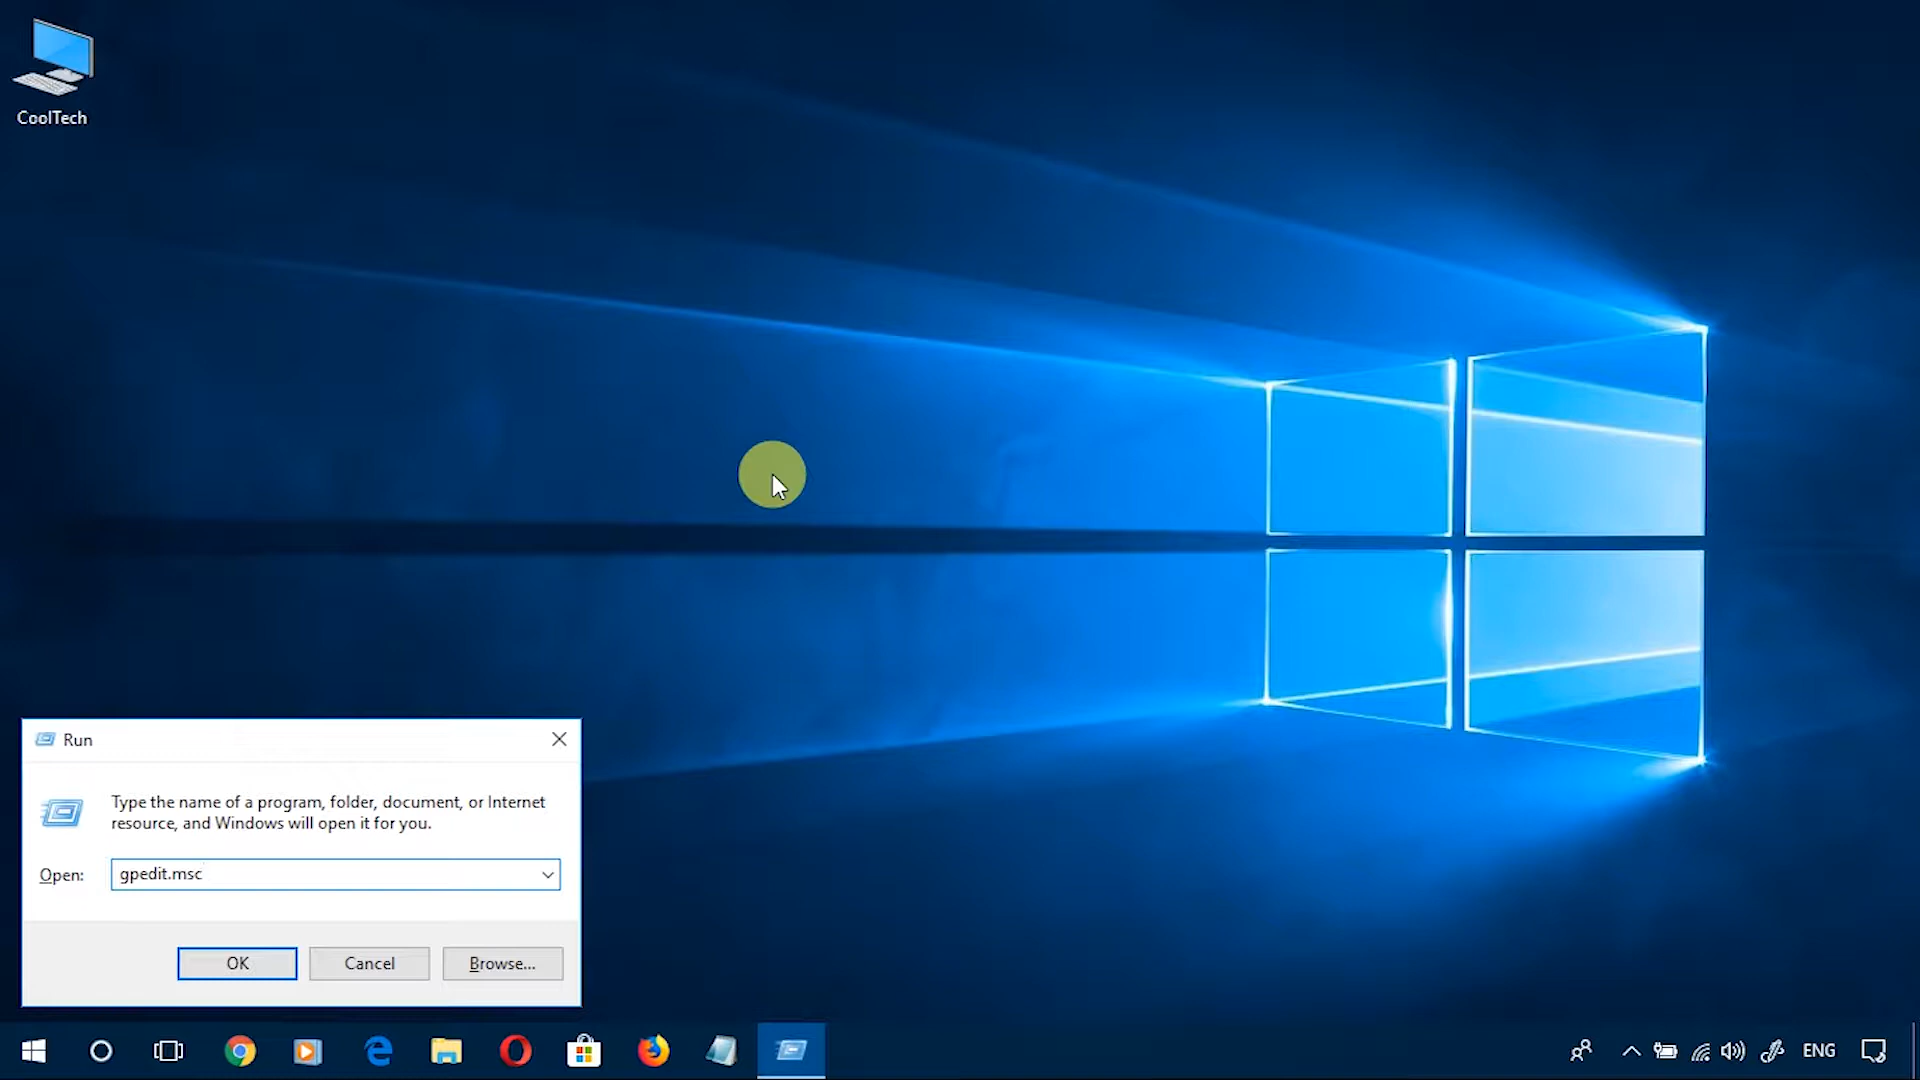 CoolTech
Run
Type the name of a program, folder, document, or Internet
resource, and Windows will open it for you.
Open: gpedit.msc
OK Cancel Browse...
ENG